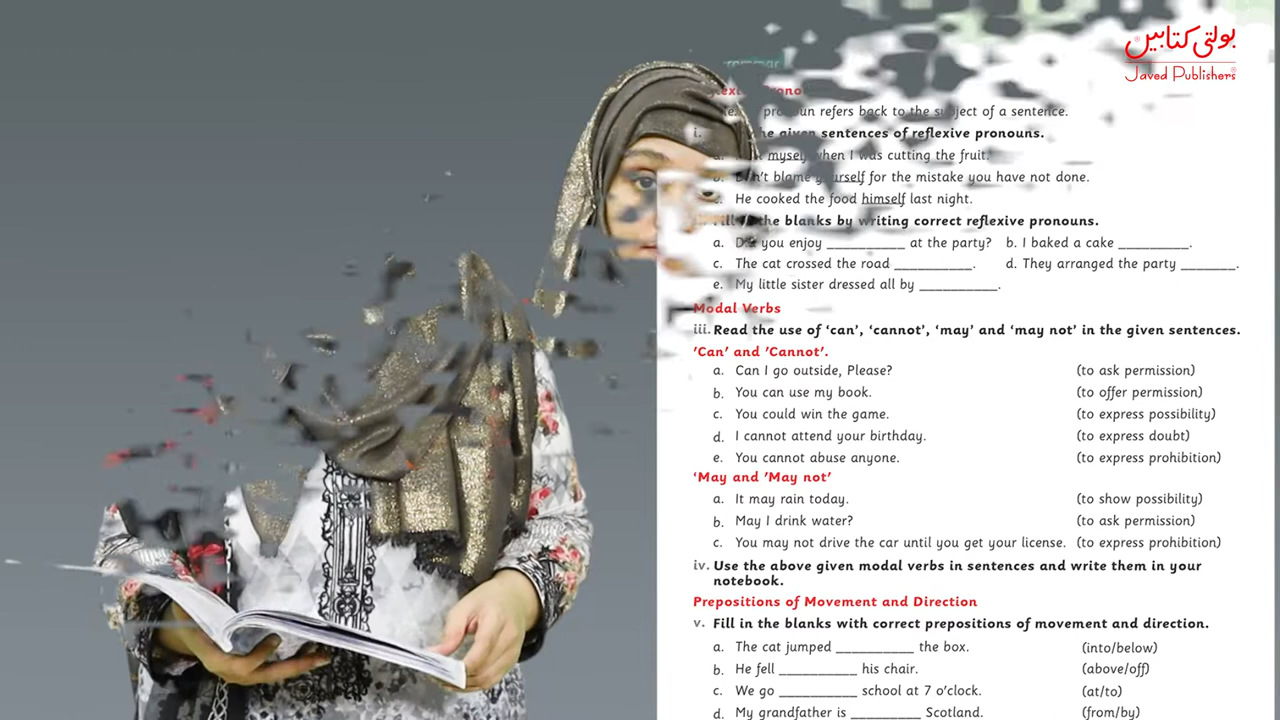 بولتی کتابیں
Javed Publishers
pronoun refers back to the subject of a sentence.
i. the given sentences of reflexive pronouns.
a. myself when I was cutting the fruit.
b. Don't blame yourself for the mistake you have not done.
c. He cooked the food himself last night.
Fill in the blanks by writing correct reflexive pronouns.
a. Did you enjoy __________ at the party? b. I baked a cake _________.
c. The cat crossed the road __________. d. They arranged the party _______.
e. My little sister dressed all by __________.
Modal Verbs
iii. Read the use of ‘can’, ‘cannot’, ‘may’ and ‘may not’ in the given sentences.
’Can’ and ’Cannot’.
a. Can I go outside, Please? (to ask permission)
b. You can use my book. (to offer permission)
c. You could win the game. (to express possibility)
d. I cannot attend your birthday. (to express doubt)
e. You cannot abuse anyone. (to express prohibition)
‘May and ’May not’
a. It may rain today. (to show possibility)
b. May I drink water? (to ask permission)
c. You may not drive the car until you get your license. (to express prohibition)
iv. Use the above given modal verbs in sentences and write them in your
notebook.
Prepositions of Movement and Direction
v. Fill in the blanks with correct prepositions of movement and direction.
a. The cat jumped __________ the box. (into/below)
b. He fell __________ his chair. (above/off)
c. We go __________ school at 7 o’clock. (at/to)
d. My grandfather is _________ Scotland. (from/by)